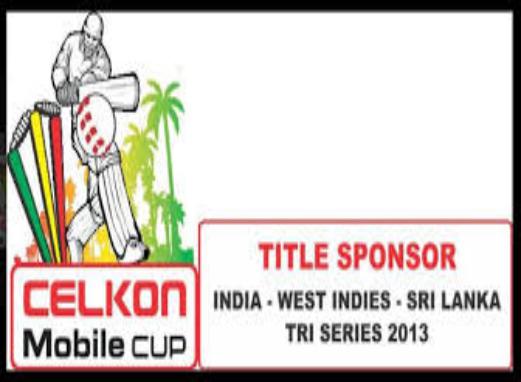 CELKON
Mobile CUP
TITLE SPONSOR
INDIA - WEST INDIES - SRI LANKA
TRI SERIES 2013